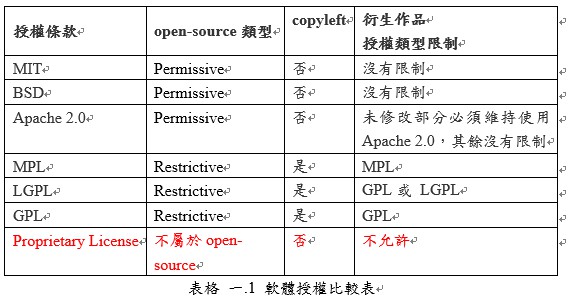 授權條款 open-source 類型 copyleft 衍生作品
授權類型限制
MIT Permissive 否 沒有限制
BSD Permissive 否 沒有限制
Apache 2.0 Permissive 否 未修改部分必須維持使用
Apache 2.0，其餘沒有限制
MPL Restrictive 是 MPL
LGPL Restrictive 是 GPL 或 LGPL
GPL Restrictive 是 GPL
Proprietary License 不屬於 open-
source 否 不允許
表格 一.1 軟體授權比較表